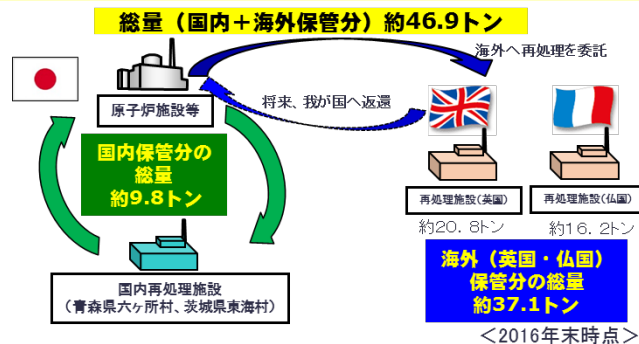 総量（国内＋海外保管分）約46.9トン
海外へ再処理を委託
原子炉施設等
将来、我が国へ返還
国内保管分の
総量
約9.8トン
再処理施設(英国)
再処理施設(仏国)
約20．8トン
約16．2トン
国内再処理施設
（青森県六ヶ所村、茨城県東海村）
海外（英国・仏国）
保管分の総量
約37.1トン
＜2016年末時点＞